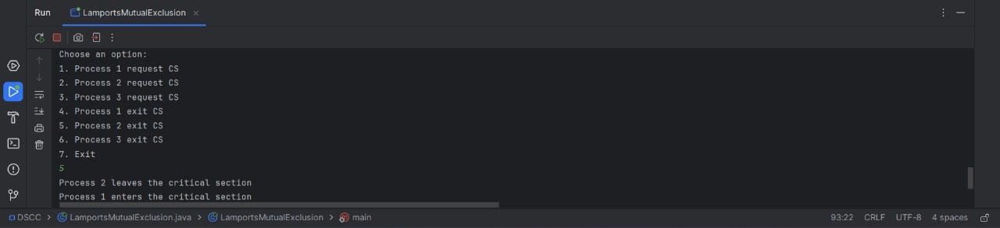 Run LamportsMutualExclusion
Choose an option:
1. Process 1 request CS
2. Process 2 request CS
3. Process 3 request CS
4. Process 1 exit CS
5. Process 2 exit CS
6. Process 3 exit CS
7. Exit
5
Process 2 leaves the critical section
Process 1 enters the critical section
DSCC > LamportsMutualExclusion.java > LamportsMutualExclusion > main 93:22 CRLF UTF-8 4 spaces